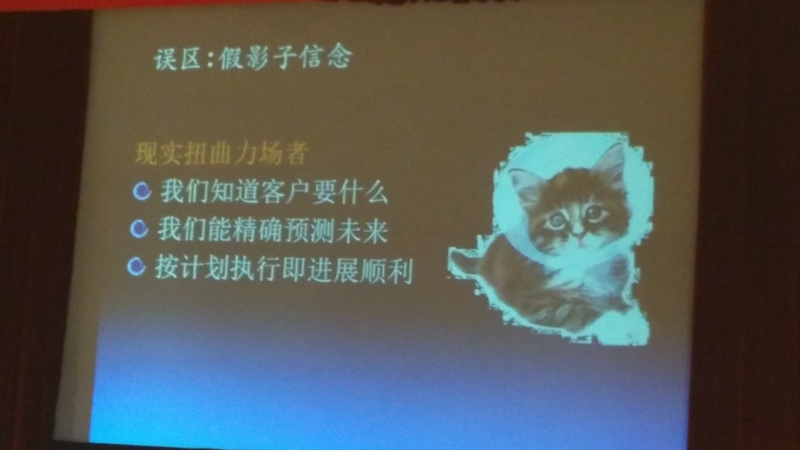 误区:假影子信念
现实扭曲力场者
我们知道客户要什么
我们能精确预测未来
按计划执行即进展顺利